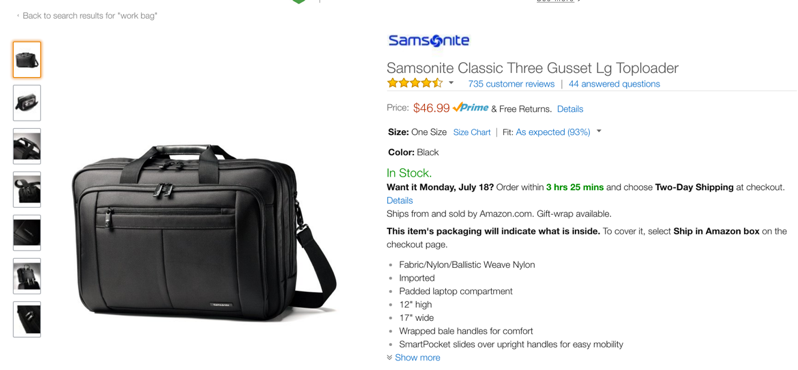 ‹ Back to search results for "work bag"
Samsonite
Samsonite Classic Three Gusset Lg Toploader
735 customer reviews | 44 answered questions
Price: $46.99 Prime & Free Returns. Details
Size: One Size Size Chart | Fit: As expected (93%)
Color: Black
In Stock.
Want it Monday, July 18? Order within 3 hrs 25 mins and choose Two-Day Shipping at checkout.
Details
Ships from and sold by Amazon.com. Gift-wrap available.
This item's packaging will indicate what is inside. To cover it, select Ship in Amazon box on the
checkout page.
• Fabric/Nylon/Ballistic Weave Nylon
• Imported
• Padded laptop compartment
• 12" high
• 17" wide
• Wrapped bale handles for comfort
• SmartPocket slides over upright handles for easy mobility
Show more